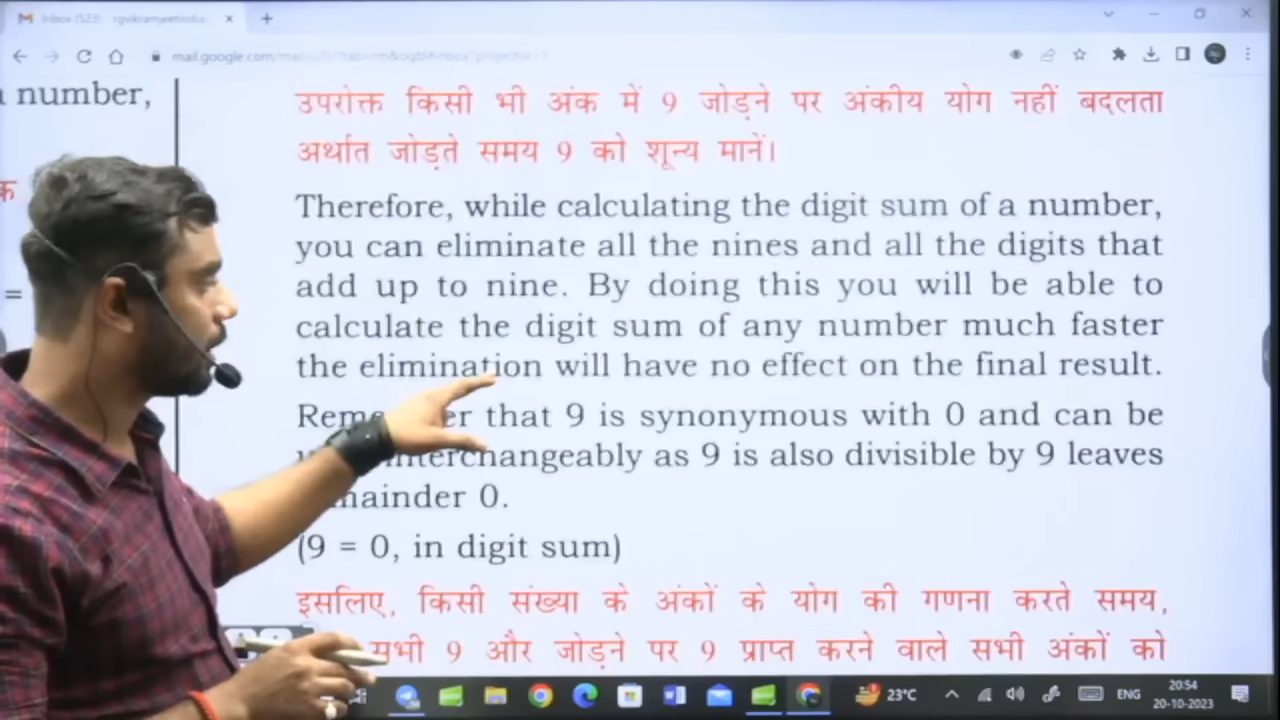 Inbox (523)
mail.google.com/
number,
उपरोक्त किसी भी अंक में 9 जोड़ने पर अंकीय योग नहीं बदलता
अर्थात जोड़ते समय 9 को शून्य मानें।
क
=
Therefore, while calculating the digit sum of a number,
you can eliminate all the nines and all the digits that
add up to nine. By doing this you will be able to
calculate the digit sum of any number much faster
the elimination will have no effect on the final result.
that 9 is synonymous with 0 and can be
interchangeably as 9 is also divisible by 9 leaves
mainder 0.
(9 = 0, in digit sum)
इसलिए, किसी संख्या के अंकों के योग की गणना करते समय,
सभी 9 और जोड़ने पर 9 प्राप्त करने वाले सभी अंकों को
23°C
ENG
20:54
20-10-2023